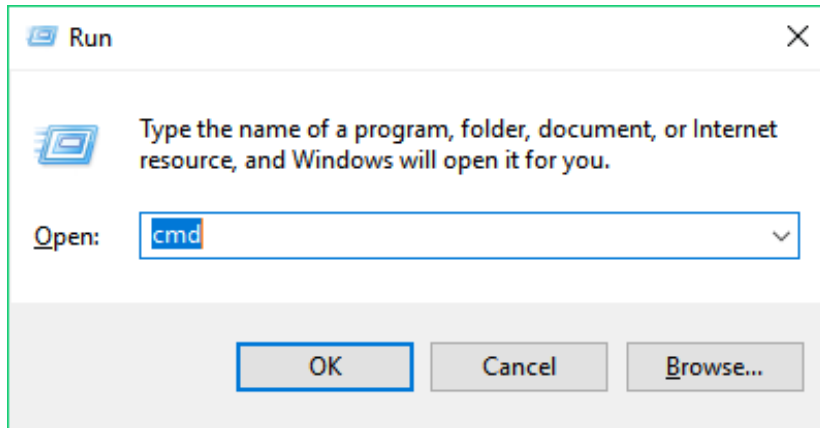 Run
Type the name of a program, folder, document, or Internet
resource, and Windows will open it for you.
Open: cmd
OK Cancel Browse...